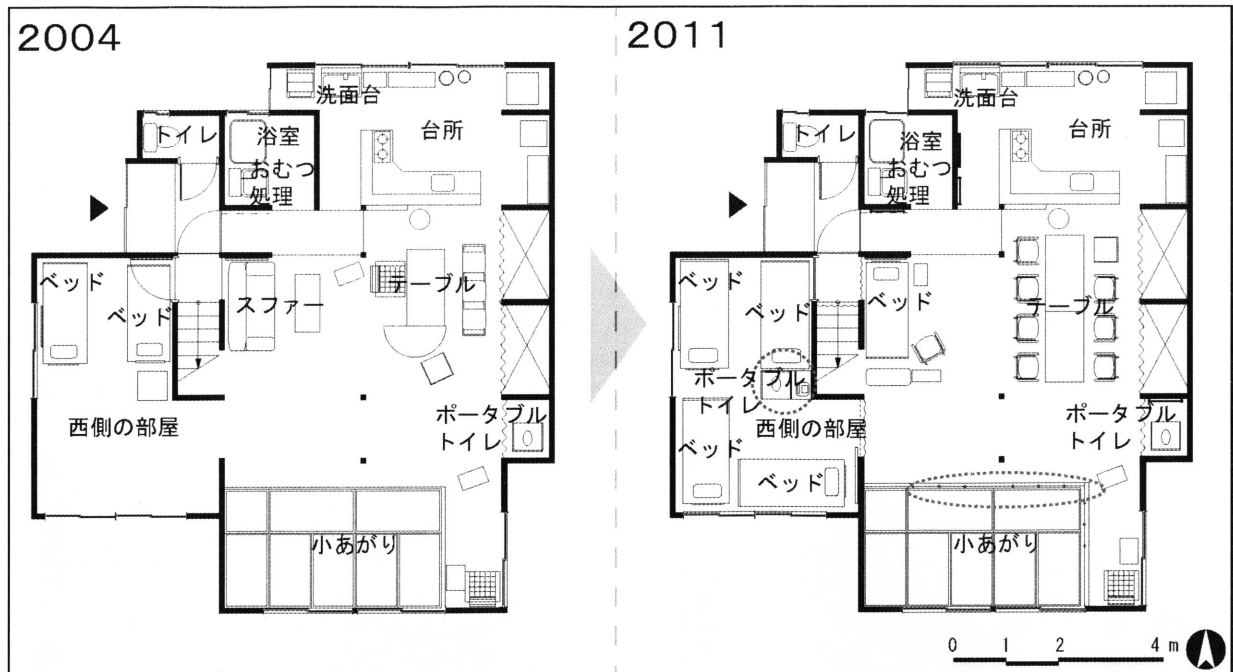 2004
洗面台
台所
トイレ
浴室
おむつ
処理
ベッド
ベッド
スファー
テーブル
西側の部屋
ポータブル
トイレ
小あがり
2011
洗面台
台所
トイレ
浴室
おむつ
処理
ベッド
ベッド
ベッド
テーブル
ポータブル
トイレ
西側の部屋
ベッド
ベッド
ポータブル
トイレ
小あがり
0 1 2 4 m